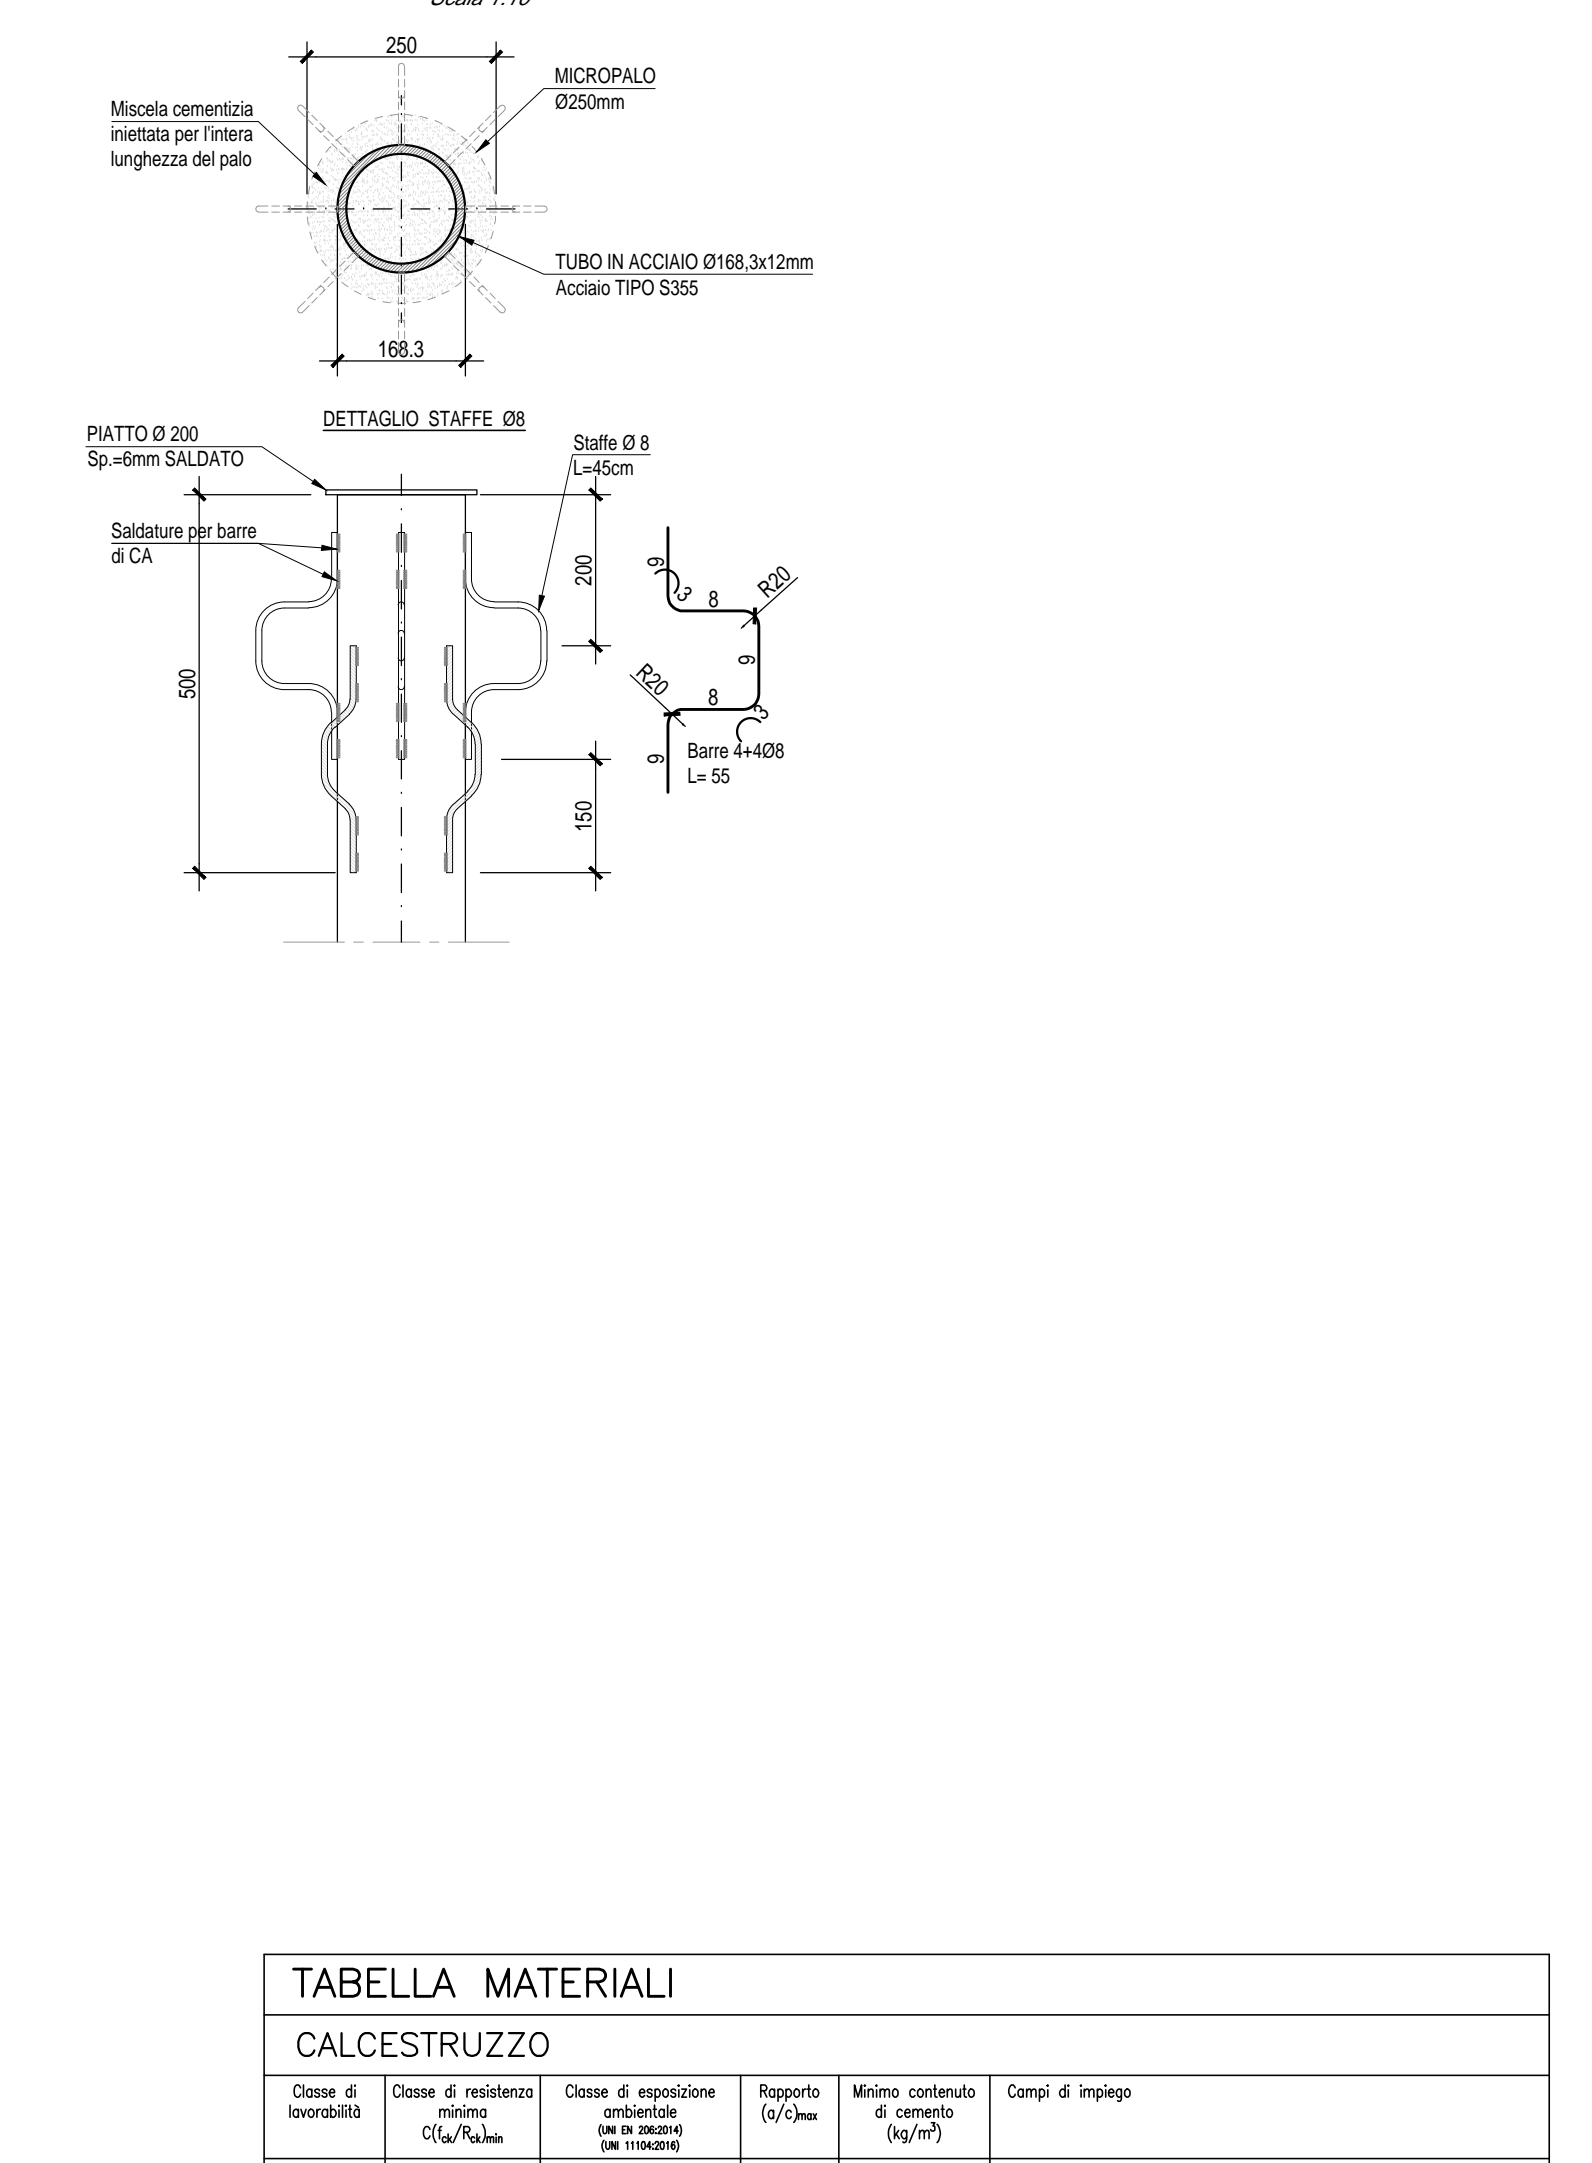 Scala 1:10
250
MICROPALO
Ø250mm
Miscela cementizia
iniettata per l'intera
lunghezza del palo
TUBO IN ACCIAIO Ø168,3x12mm
Acciaio TIPO S355
168.3
DETTAGLIO STAFFE Ø8
PIATTO Ø 200
Sp.=6mm SALDATO
Staffe Ø 8
L=45cm
Saldature per barre
di CA
200
500
150
9
3
8
R20
9
R20
8
3
9
Barre 4+4Ø8
L= 55
TABELLA MATERIALI
CALCESTRUZZO
Classe di
lavorabilità
Classe di resistenza
minima
C(fck/Rck)min
Classe di esposizione
ambientale
(UNI EN 206:2014)
(UNI 11104:2016)
Rapporto
(a/c)max
Minimo contenuto
di cemento
(kg/m³)
Campi di impiego